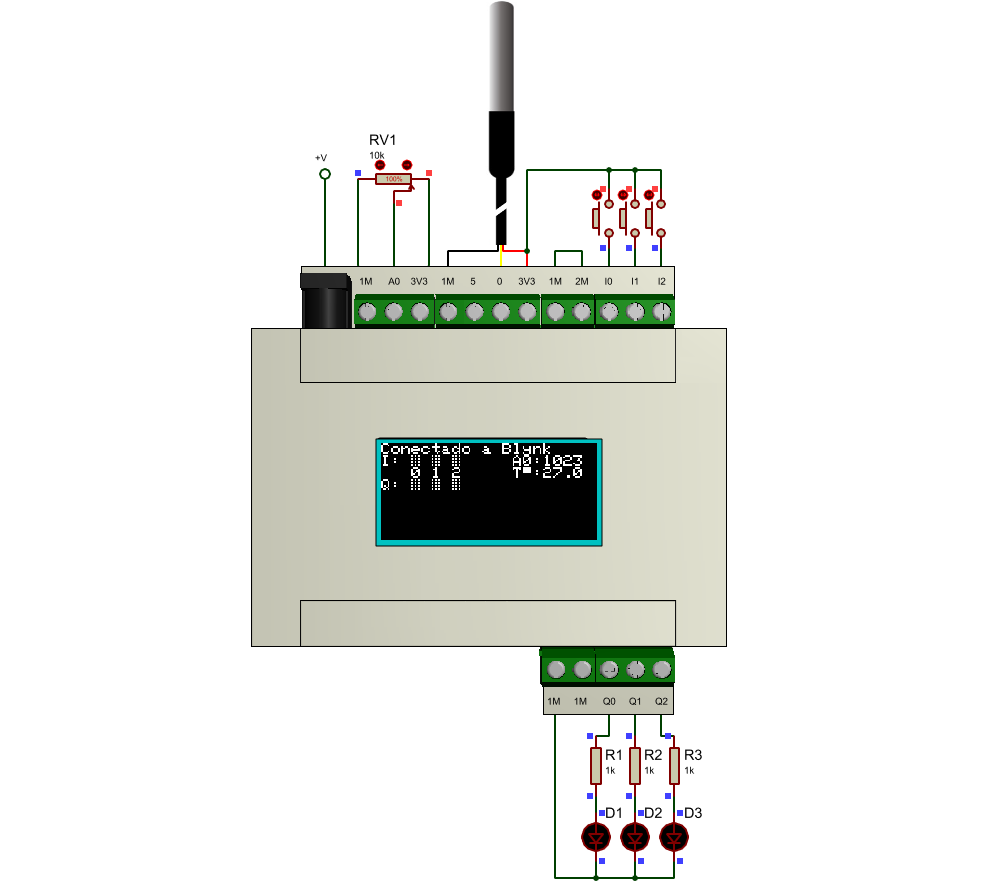 RV1
10k
+V
100%
1M A0 3V3 1M 5 0 3V3 1M 2M I0 I1 I2
Conectado a Blynk
I: A0:1023
0 1 2 T°:27.0
Q:
1M 1M Q0 Q1 Q2
R1 R2 R3
1k 1k 1k
D1 D2 D3